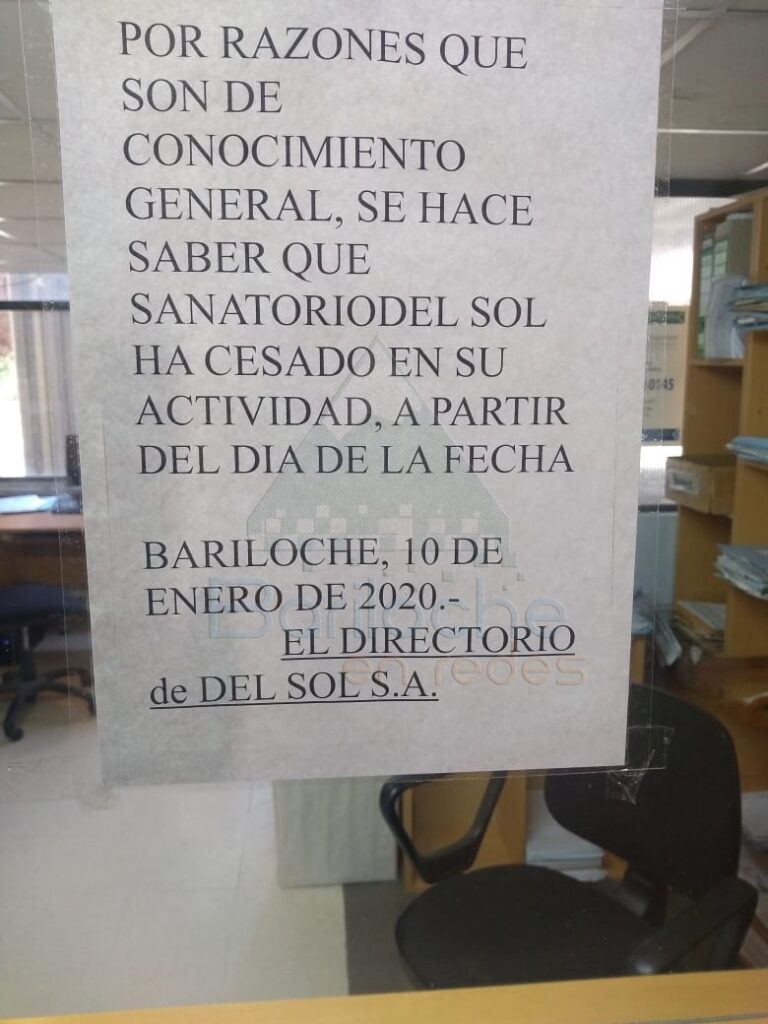 POR RAZONES QUE
SON DE
CONOCIMIENTO
GENERAL, SE HACE
SABER QUE
SANATORIODEL SOL
HA CESADO EN SU
ACTIVIDAD, A PARTIR
DEL DIA DE LA FECHA
BARILOCHE, 10 DE
ENERO DE 2020.-
EL DIRECTORIO
de DEL SOL S.A.
Bariloche
en redes